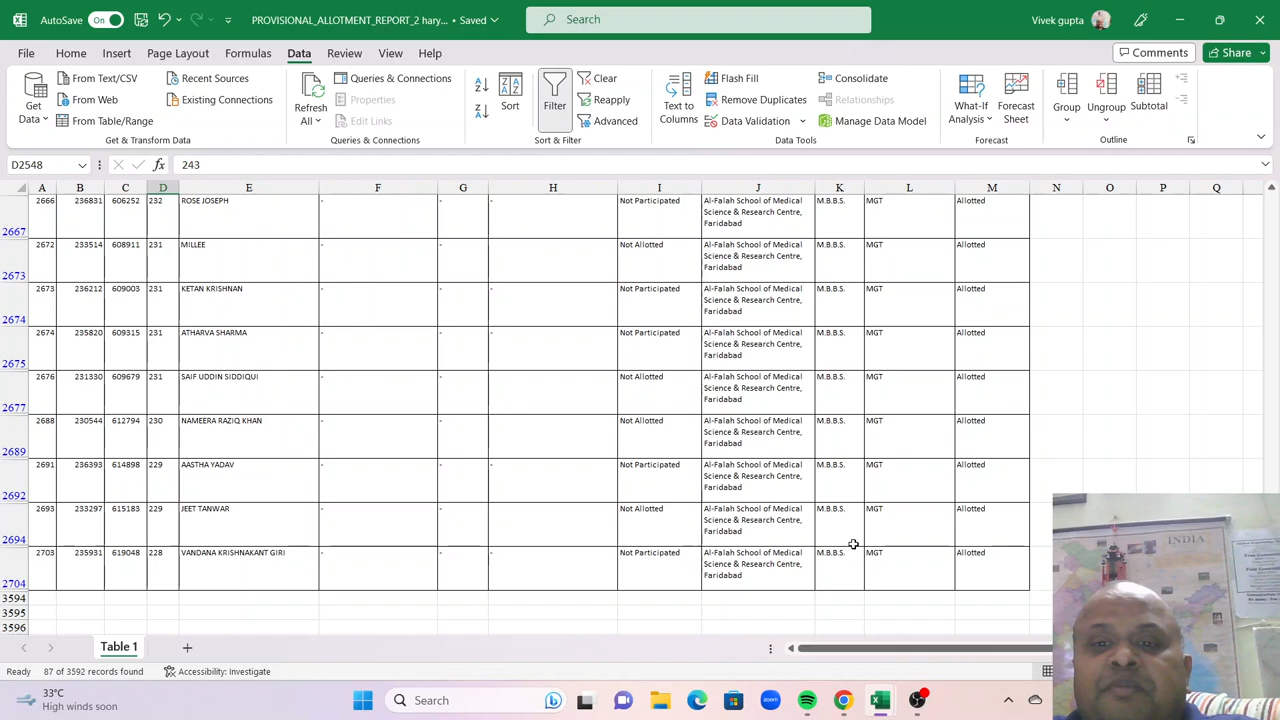 AutoSave On PROVISIONAL_ALLOTMENT_REPORT_2 hary... • Saved Search Vivek gupta
File Home Insert Page Layout Formulas Data Review View Help Comments Share
Get Data
From Text/CSV
From Web
From Table/Range
Recent Sources
Existing Connections
Get & Transform Data
Refresh All
Queries & Connections
Properties
Edit Links
Queries & Connections
Sort
Filter
Clear
Reapply
Advanced
Sort & Filter
Text to Columns
Flash Fill
Remove Duplicates
Data Validation
Consolidate
Relationships
Manage Data Model
Data Tools
What-If Analysis
Forecast Sheet
Forecast
Group
Ungroup
Subtotal
Outline
D2548 fx 243
A B C D E F G H I J K L M N O P Q
2667 2666 236831 606252 232 ROSE JOSEPH - - - Not Participated Al-Falah School of Medical Science & Research Centre, Faridabad M.B.B.S. MGT Allotted
2673 2672 233514 608911 231 MILLEE - - Not Allotted Al-Falah School of Medical Science & Research Centre, Faridabad M.B.B.S. MGT Allotted
2674 2673 236212 609003 231 KETAN KRISHNAN - - - Not Participated Al-Falah School of Medical Science & Research Centre, Faridabad M.B.B.S. MGT Allotted
2675 2674 235820 609315 231 ATHARVA SHARMA - - - Not Participated Al-Falah School of Medical Science & Research Centre, Faridabad M.B.B.S. MGT Allotted
2677 2676 231330 609679 231 SAIF UDDIN SIDDIQUI - - Not Allotted Al-Falah School of Medical Science & Research Centre, Faridabad M.B.B.S. MGT Allotted
2689 2688 230544 612794 230 NAMEERA RAZIQ KHAN - - Not Allotted Al-Falah School of Medical Science & Research Centre, Faridabad M.B.B.S. MGT Allotted
2692 2691 236393 614898 229 AASTHA YADAV - - - Not Participated Al-Falah School of Medical Science & Research Centre, Faridabad M.B.B.S. MGT Allotted
2694 2693 233297 615183 229 JEET TANWAR - - Not Allotted Al-Falah School of Medical Science & Research Centre, Faridabad M.B.B.S. MGT Allotted
2704 2703 235931 619048 228 VANDANA KRISHNAKANT GIRI - - - Not Participated Al-Falah School of Medical Science & Research Centre, Faridabad M.B.B.S. MGT Allotted
3594
3595
3596
INDIA
Table 1
Ready 87 of 3592 records found Accessibility: Investigate
33°C
High winds soon
Search